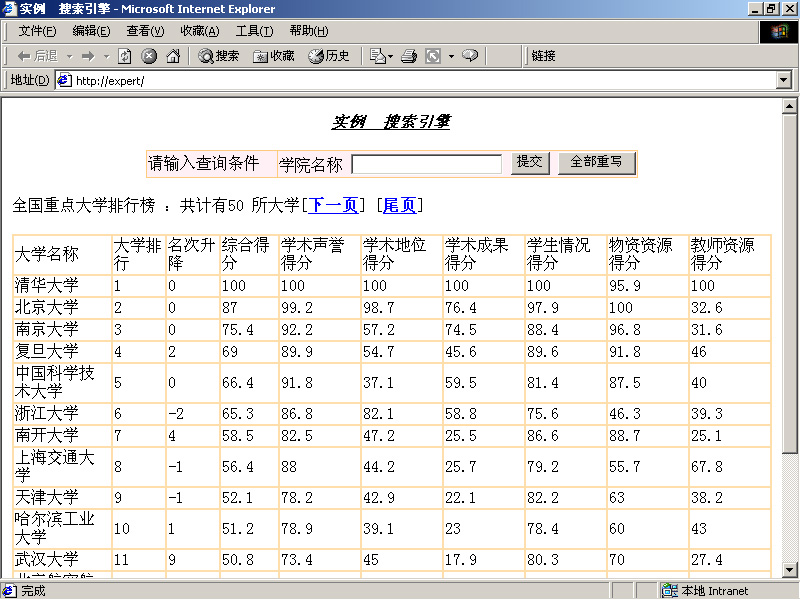 实例 搜索引擎 - Microsoft Internet Explorer
文件(F) 编辑(E) 查看(V) 收藏(A) 工具(T) 帮助(H)
后退 搜索 收藏 历史 链接
地址(D) http://expert/
实例 搜索引擎
请输入查询条件 学院名称 提交 全部重写
全国重点大学排行榜 : 共计有50 所大学[下一页] [尾页]
大学名称 大学排行 名次升降 综合得分 学术声誉得分 学术地位得分 学术成果得分 学生情况得分 物资资源得分 教师资源得分
清华大学 1 0 100 100 100 100 100 95.9 100
北京大学 2 0 87 99.2 98.7 76.4 97.9 100 32.6
南京大学 3 0 75.4 92.2 57.2 74.5 88.4 96.8 31.6
复旦大学 4 2 69 89.9 54.7 45.6 89.6 91.8 46
中国科学技术大学 5 0 66.4 91.8 37.1 59.5 81.4 87.5 40
浙江大学 6 -2 65.3 86.8 82.1 58.8 75.6 46.3 39.3
南开大学 7 4 58.5 82.5 47.2 25.5 86.6 88.7 25.1
上海交通大学 8 -1 56.4 88 44.2 25.7 79.2 55.7 67.8
天津大学 9 -1 52.1 78.2 42.9 22.1 82.2 63 38.2
哈尔滨工业大学 10 1 51.2 78.9 39.1 23 78.4 60 43
武汉大学 11 9 50.8 73.4 45 17.9 80.3 70 27.4
完成 本地 Intranet